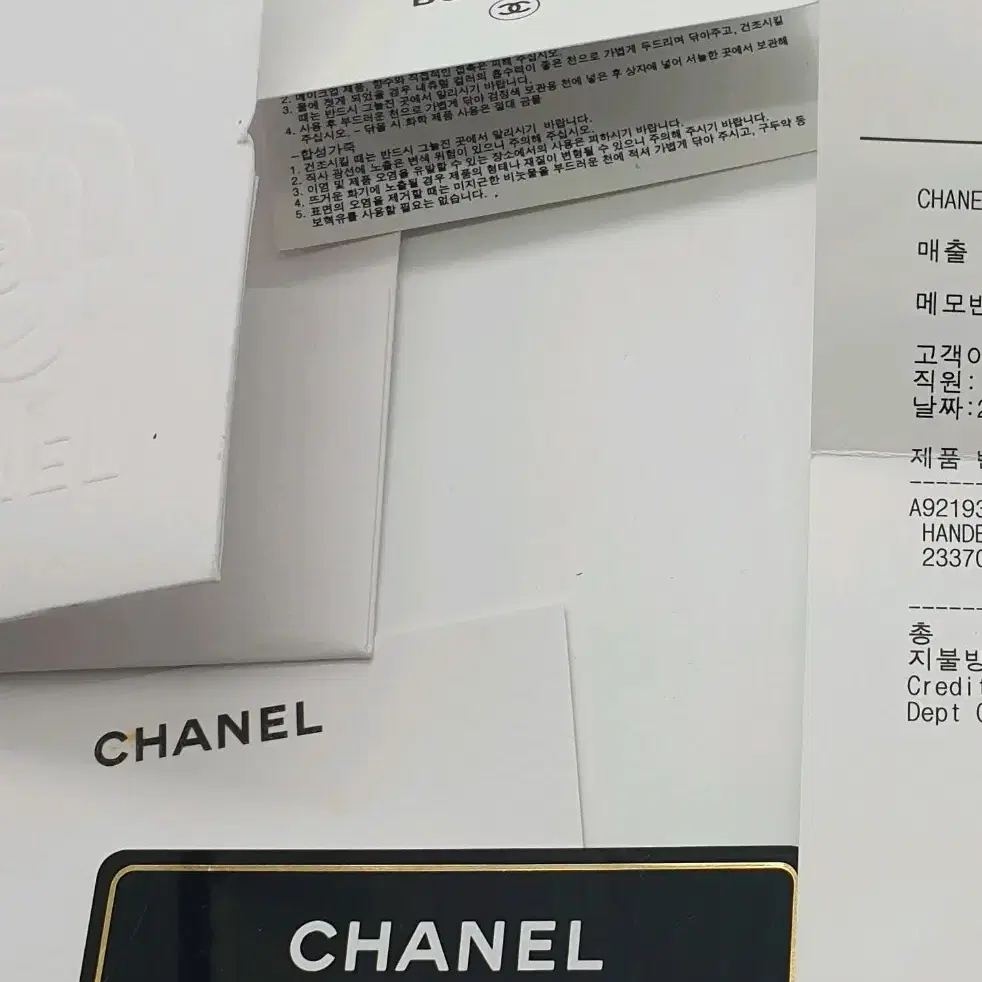 2. 메이크업 제품, 향수와 직접적인 접촉은 피해 주십시오.
3. 물에 젖게 되었을 경우 내츄럴 컬러의 흡수력이 좋은 천으로 가볍게 두드리며 닦아주고, 건조시킬
때는 반드시 그늘진 곳에서 말리시기 바랍니다.
4. 사용 후 부드러운 천으로 가볍게 닦아 검정색 보관용 천에 넣은 후 상자에 넣어 서늘한 곳에서 보관해
주십시오. - 닦을 시 화학 제품 사용은 절대 금물
-합성가죽
1. 건조시킬 때는 반드시 그늘진 곳에서 말리시기 바랍니다.
2. 직사 광선에 노출은 변색 위험이 있으니 주의해 주십시오.
3. 이염 및 제품 오염을 유발할 수 있는 장소에서의 사용은 피하시기 바랍니다.
4. 뜨거운 화기에 노출될 경우 제품의 형태나 재질이 변형될 수 있으니 주의해 주시기 바랍니다.
5. 표면의 오염을 제거할 때는 미지근한 비눗물을 부드러운 천에 적셔 가볍게 닦아 주시고, 구두약 등
보혁유를 사용할 필요는 없습니다.
NEL
CHANEL
CHANEL
CHANE
매출
메모
고객이
직원:
날짜:2
제품
A92193
HANDB
23370
총
지불방
Credit
Dept